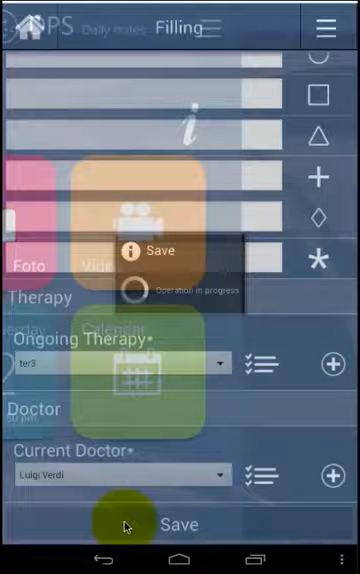 PS Daily notes Filling
Save
Operation in progress
Foto
Vide
Therapy
Calendar
Ongoing Therapy*
ter3
Doctor
Current Doctor*
Luigi Verdi
Save